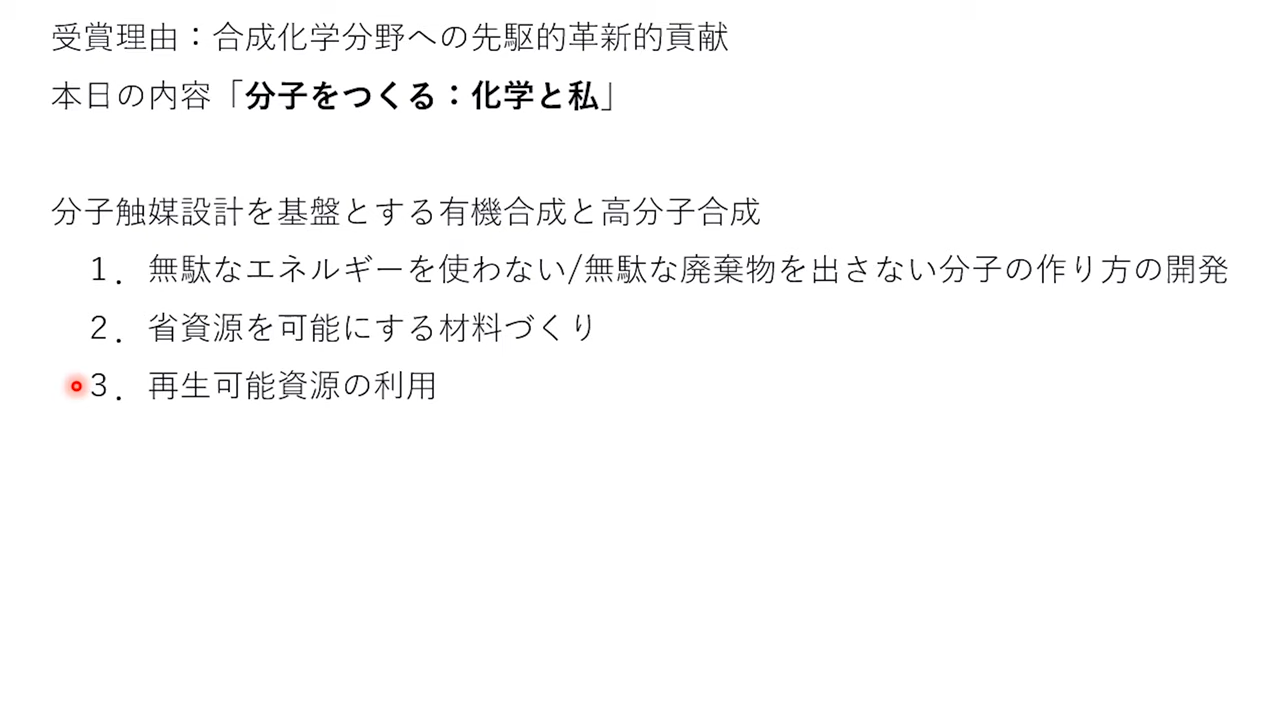 受賞理由：合成化学分野への先駆的革新的貢献
本日の内容「分子をつくる：化学と私」
分子触媒設計を基盤とする有機合成と高分子合成
１．無駄なエネルギーを使わない/無駄な廃棄物を出さない分子の作り方の開発
２．省資源を可能にする材料づくり
３．再生可能資源の利用